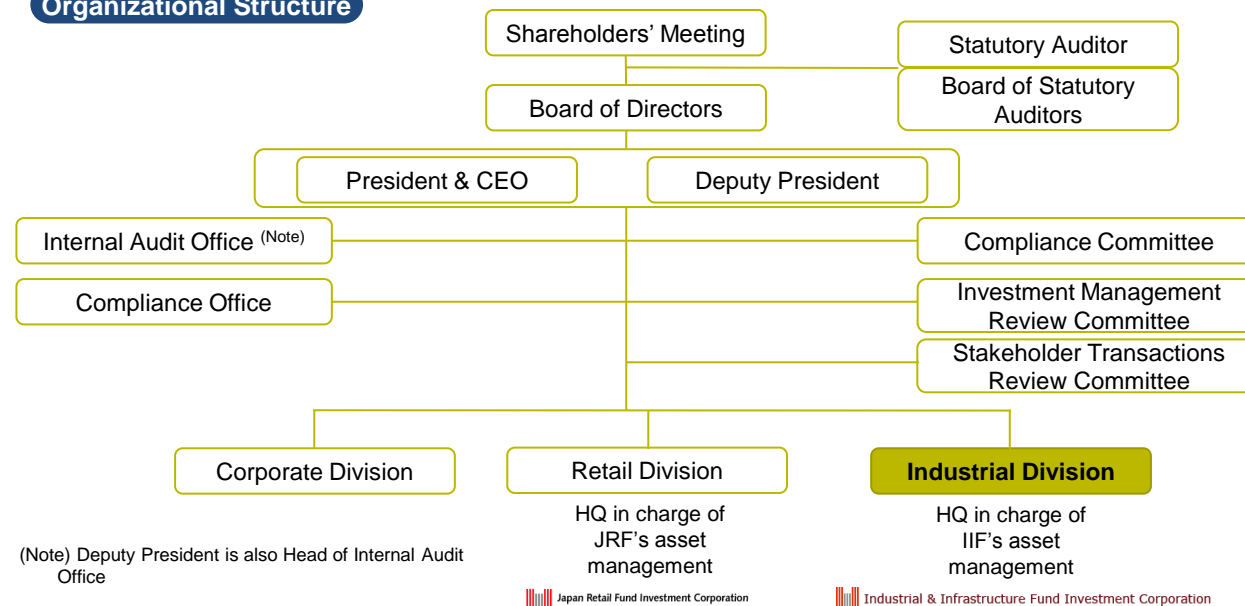 Organizational Structure
Shareholders' Meeting
Statutory Auditor
Board of Statutory
Auditors
Board of Directors
President & CEO
Deputy President
Internal Audit Office (Note)
Compliance Committee
Compliance Office
Investment Management
Review Committee
Stakeholder Transactions
Review Committee
Corporate Division
Retail Division
Industrial Division
HQ in charge of
JRF's asset
management
HQ in charge of
IIF's asset
management
(Note) Deputy President is also Head of Internal Audit
Office
Japan Retail Fund Investment Corporation
Industrial & Infrastructure Fund Investment Corporation